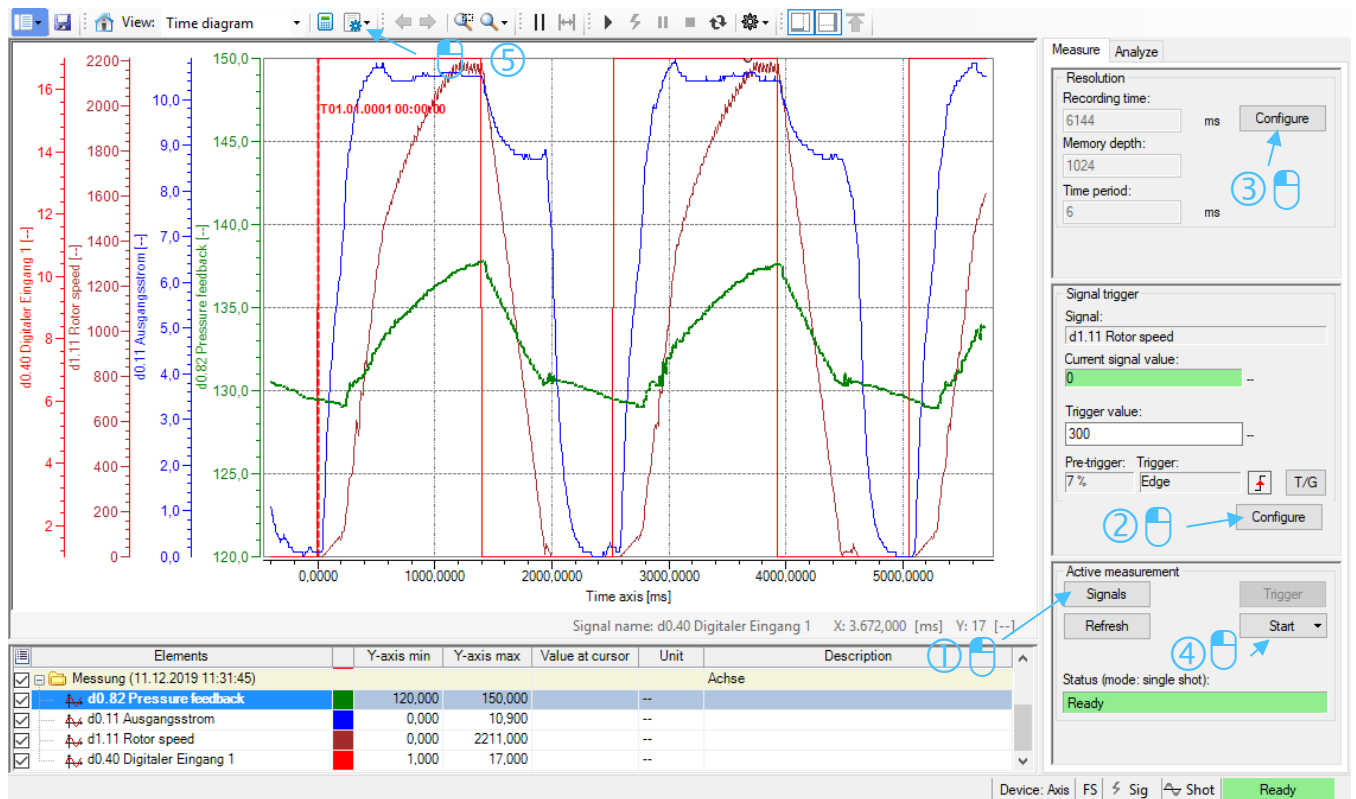 View: Time diagram
⑤
16
14
12
10
8
6
4
2
d0.40 Digitaler Eingang 1 [--]
2200
2000
1800
1600
1400
1200
1000
800
600
400
200
0
d1.11 Rotor speed [--]
10,0
9,0
8,0
7,0
6,0
5,0
4,0
3,0
2,0
1,0
0,0
d0.11 Ausgangsstrom [--]
150,0
145,0
140,0
135,0
130,0
125,0
120,0
d0.82 Pressure feedback [--]
T01.01.0001 00:00:00
0,0000 1000,0000 2000,0000 3000,0000 4000,0000 5000,0000
Time axis [ms]
Signal name: d0.40 Digitaler Eingang 1 X: 3.672,000 [ms] Y: 17 [--]
Elements Y-axis min Y-axis max Value at cursor Unit Description
Messung (11.12.2019 11:31:45) Achse
d0.82 Pressure feedback 120,000 150,000 --
d0.11 Ausgangsstrom 0,000 10,900 --
d1.11 Rotor speed 0,000 2211,000 --
d0.40 Digitaler Eingang 1 1,000 17,000 --
Measure Analyze
Resolution
Recording time:
6144 ms Configure
Memory depth:
1024
③
Time period:
6 ms
Signal trigger
Signal:
d1.11 Rotor speed
Current signal value:
0 --
Trigger value:
300 --
Pre-trigger: Trigger:
7 % Edge T/G
② Configure
Active measurement
Signals Trigger
Refresh Start
① ④
Status (mode: single shot):
Ready
Device: Axis FS Sig Shot Ready